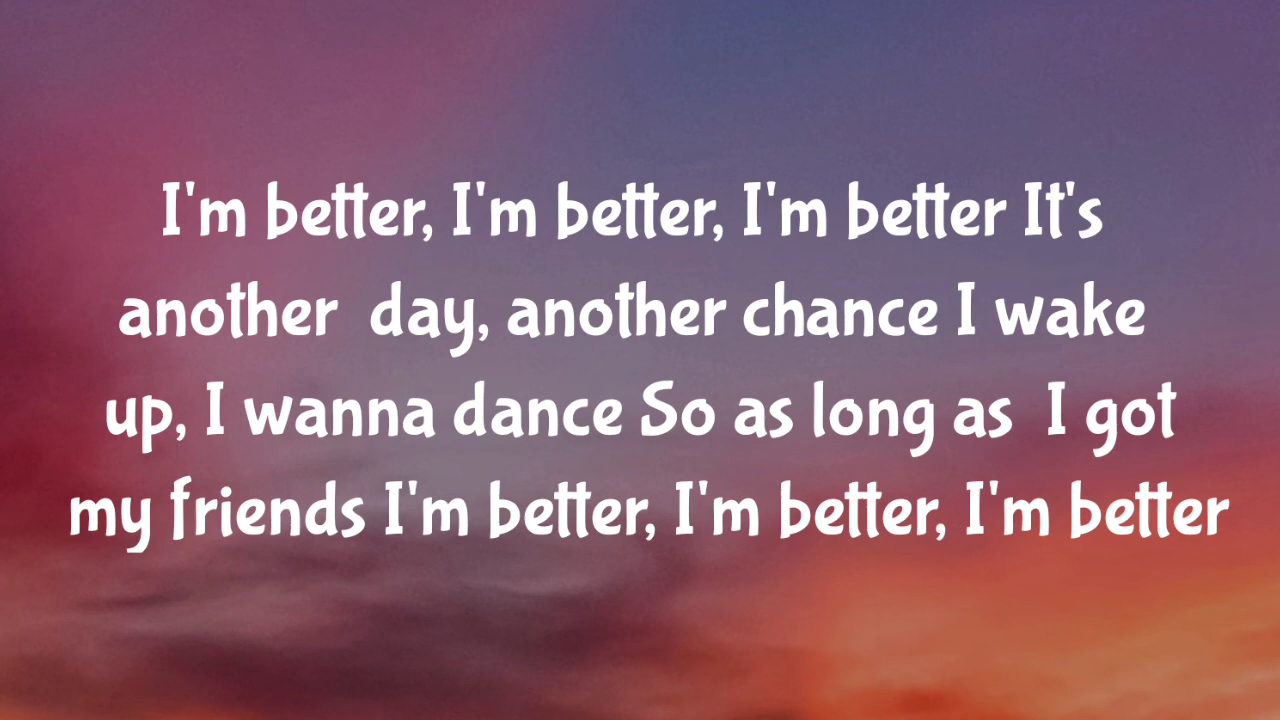 I'm better, I'm better, I'm better It's
another  day, another chance I wake
up, I wanna dance So as long as  I got
my friends I'm better, I'm better, I'm better